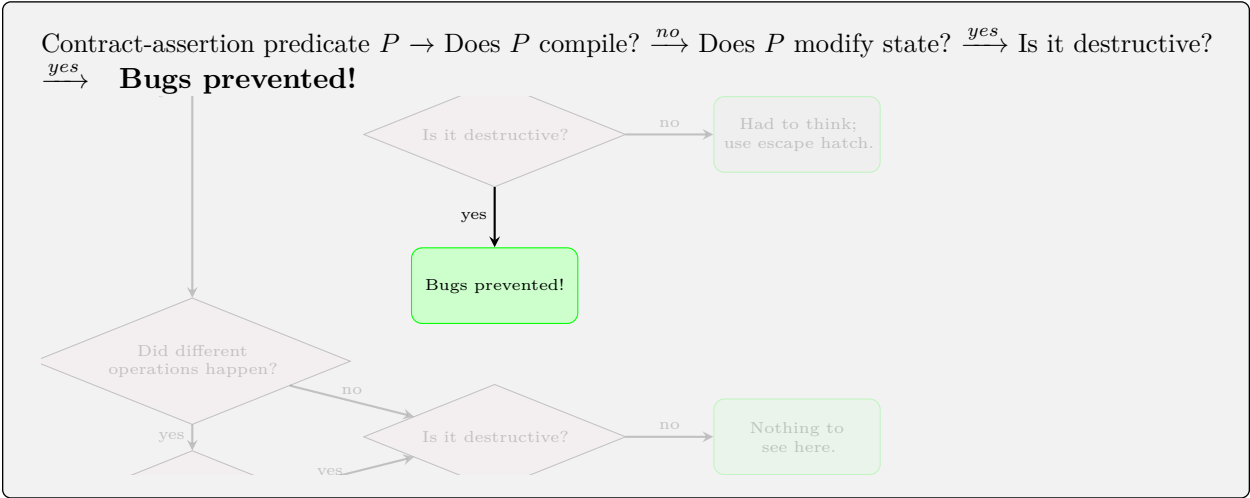 Contract-assertion predicate P → Does P compile? no→ Does P modify state? yes→ Is it destructive?
yes→ Bugs prevented!
Is it destructive?
no
Had to think;
use escape hatch.
yes
Bugs prevented!
Did different
operations happen?
no
yes
Is it destructive?
no
Nothing to
see here.
yes